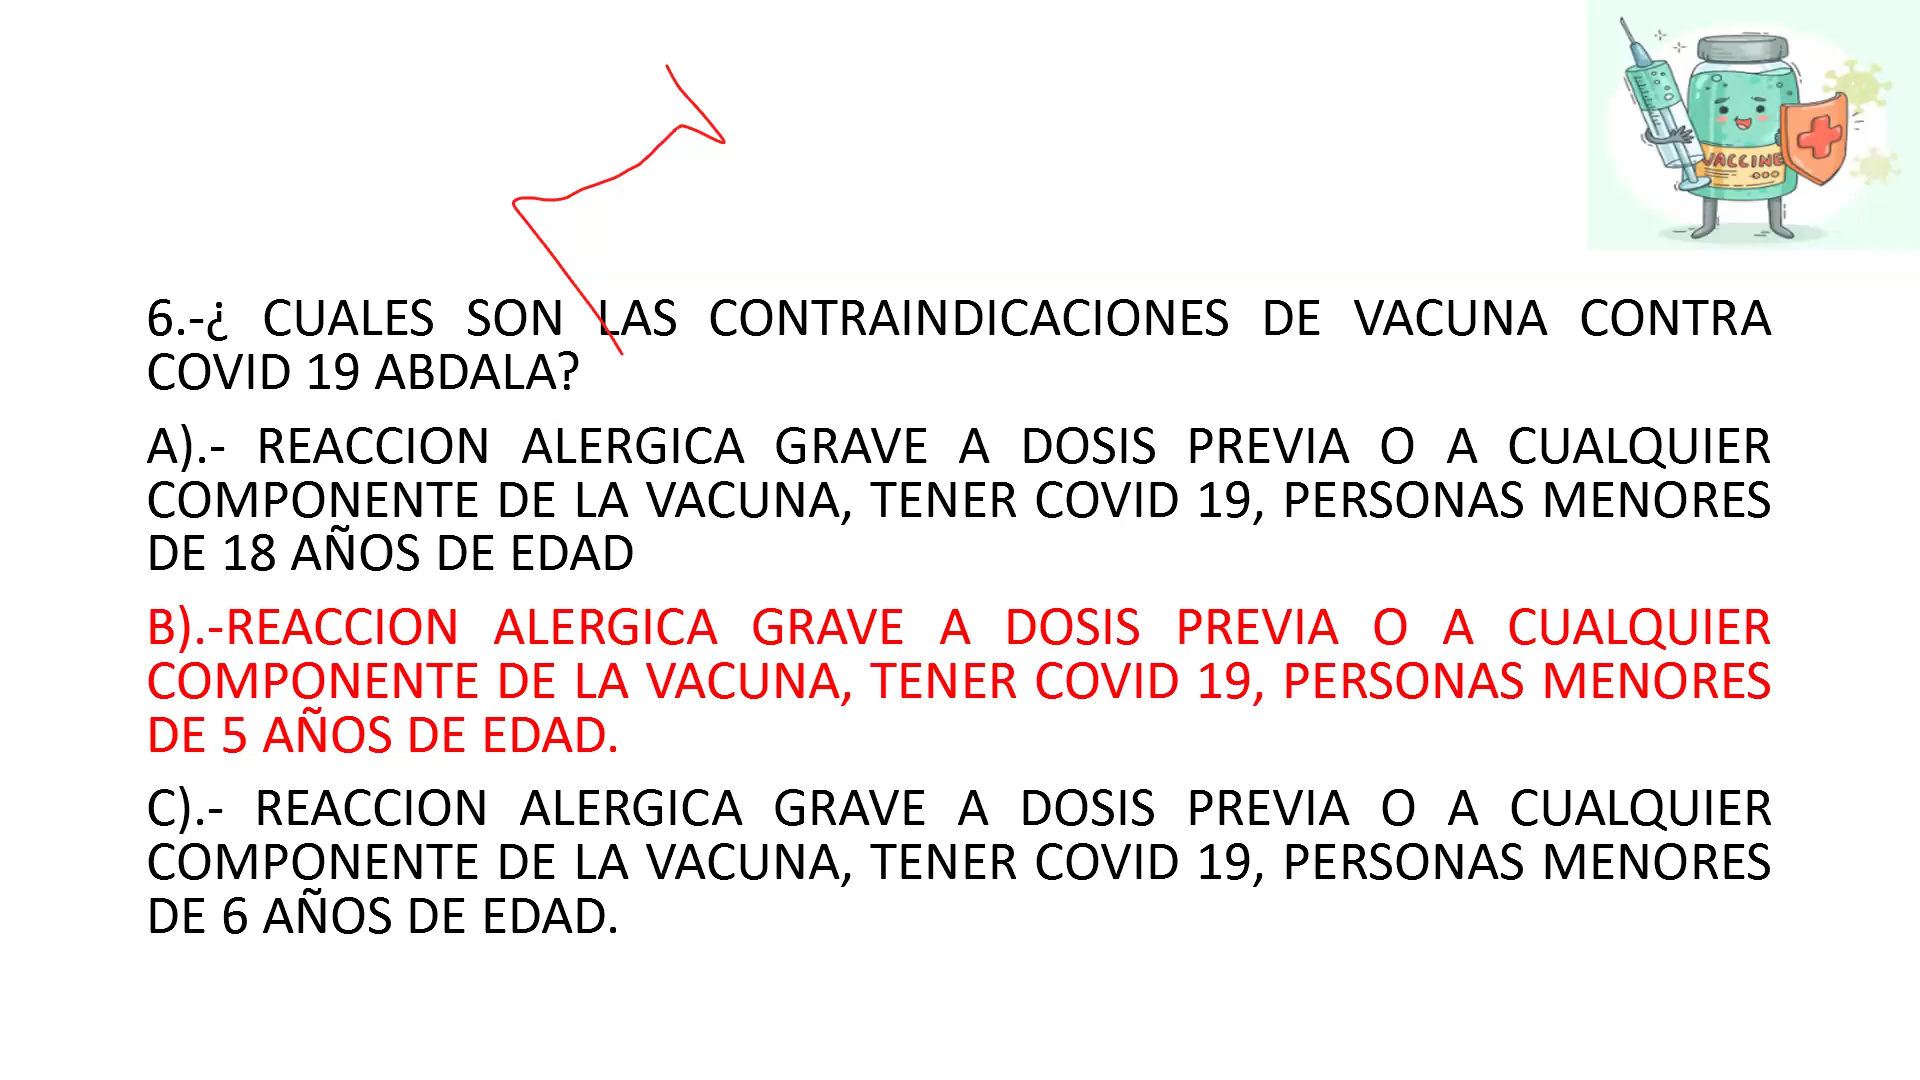 VACCINE
6.-¿ CUALES SON LAS CONTRAINDICACIONES DE VACUNA CONTRA
COVID 19 ABDALA?
A).- REACCION ALERGICA GRAVE A DOSIS PREVIA O A CUALQUIER
COMPONENTE DE LA VACUNA, TENER COVID 19, PERSONAS MENORES
DE 18 AÑOS DE EDAD
B).-REACCION ALERGICA GRAVE A DOSIS PREVIA O A CUALQUIER
COMPONENTE DE LA VACUNA, TENER COVID 19, PERSONAS MENORES
DE 5 AÑOS DE EDAD.
C).- REACCION ALERGICA GRAVE A DOSIS PREVIA O A CUALQUIER
COMPONENTE DE LA VACUNA, TENER COVID 19, PERSONAS MENORES
DE 6 AÑOS DE EDAD.